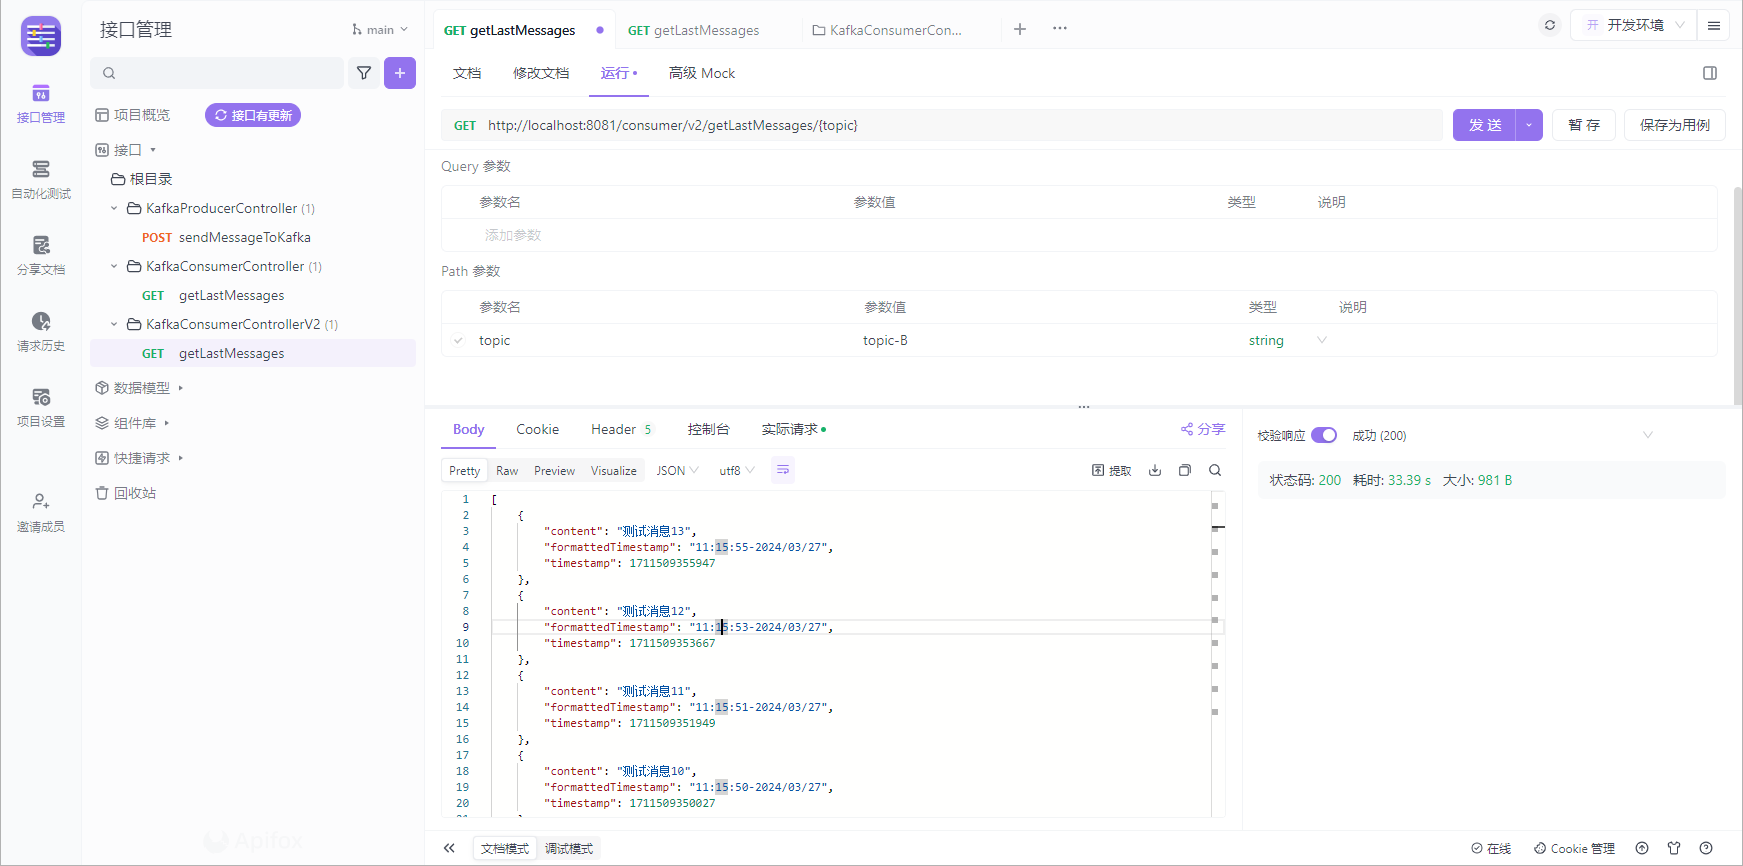 接口管理
自动化测试
分享文档
请求历史
项目设置
邀请成员
接口管理
main
项目概览
接口有更新
接口
根目录
KafkaProducerController (1)
POST sendMessageToKafka
KafkaConsumerController (1)
GET getLastMessages
KafkaConsumerControllerV2 (1)
GET getLastMessages
数据模型
组件库
快捷请求
回收站
Apifox
GET getLastMessages
GET getLastMessages
KafkaConsumerCon...
开 开发环境
文档 修改文档 运行 高级 Mock
GET http://localhost:8081/consumer/v2/getLastMessages/{topic}
发 送
暂 存
保存为用例
Query 参数
参数名 参数值 类型 说明
添加参数
Path 参数
参数名 参数值 类型 说明
topic topic-B string
Body Cookie Header 5 控制台 实际请求
分享
Pretty Raw Preview Visualize JSON utf8
提取
1 [
2 {
3 "content": "测试消息13",
4 "formattedTimestamp": "11:15:55-2024/03/27",
5 "timestamp": 1711509355947
6 },
7 {
8 "content": "测试消息12",
9 "formattedTimestamp": "11:15:53-2024/03/27",
10 "timestamp": 1711509353667
11 },
12 {
13 "content": "测试消息11",
14 "formattedTimestamp": "11:15:51-2024/03/27",
15 "timestamp": 1711509351949
16 },
17 {
18 "content": "测试消息10",
19 "formattedTimestamp": "11:15:50-2024/03/27",
20 "timestamp": 1711509350027
校验响应 成功 (200)
状态码: 200 耗时: 33.39 s 大小: 981 B
文档模式 调试模式
在线 Cookie 管理